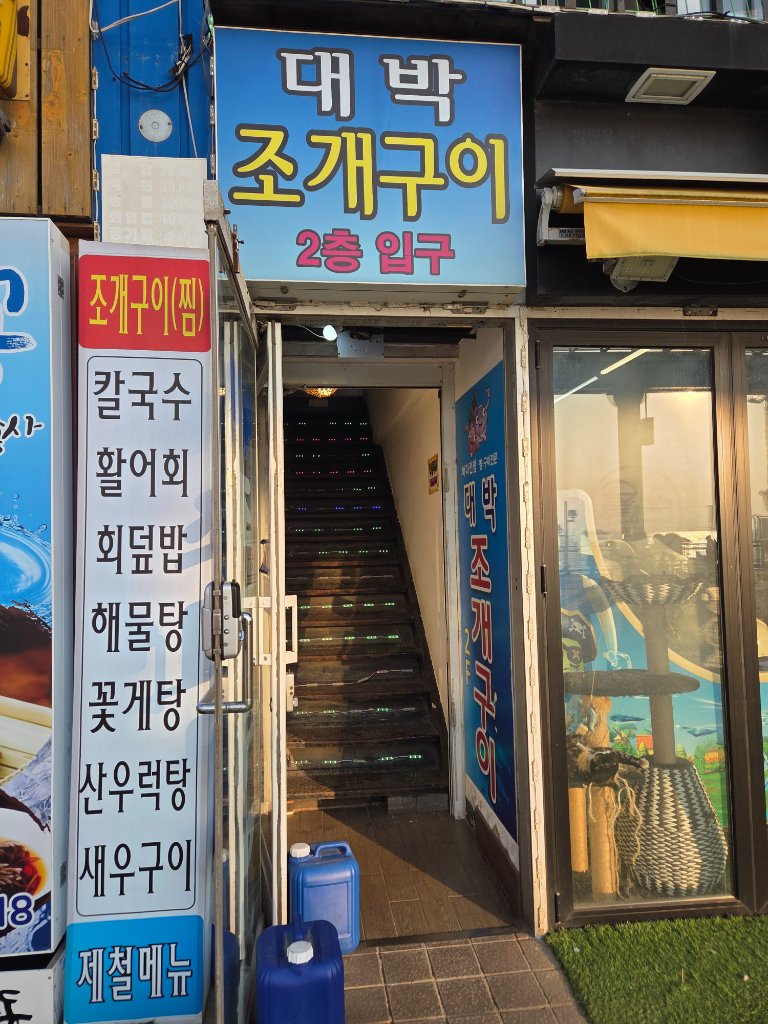 대박
조개구이
2층 입구
조개구이(찜)
칼국수
활어회
회덮밥
해물탕
꽃게탕
산우럭탕
새우구이
제철메뉴
대박 조개구이
2F
18